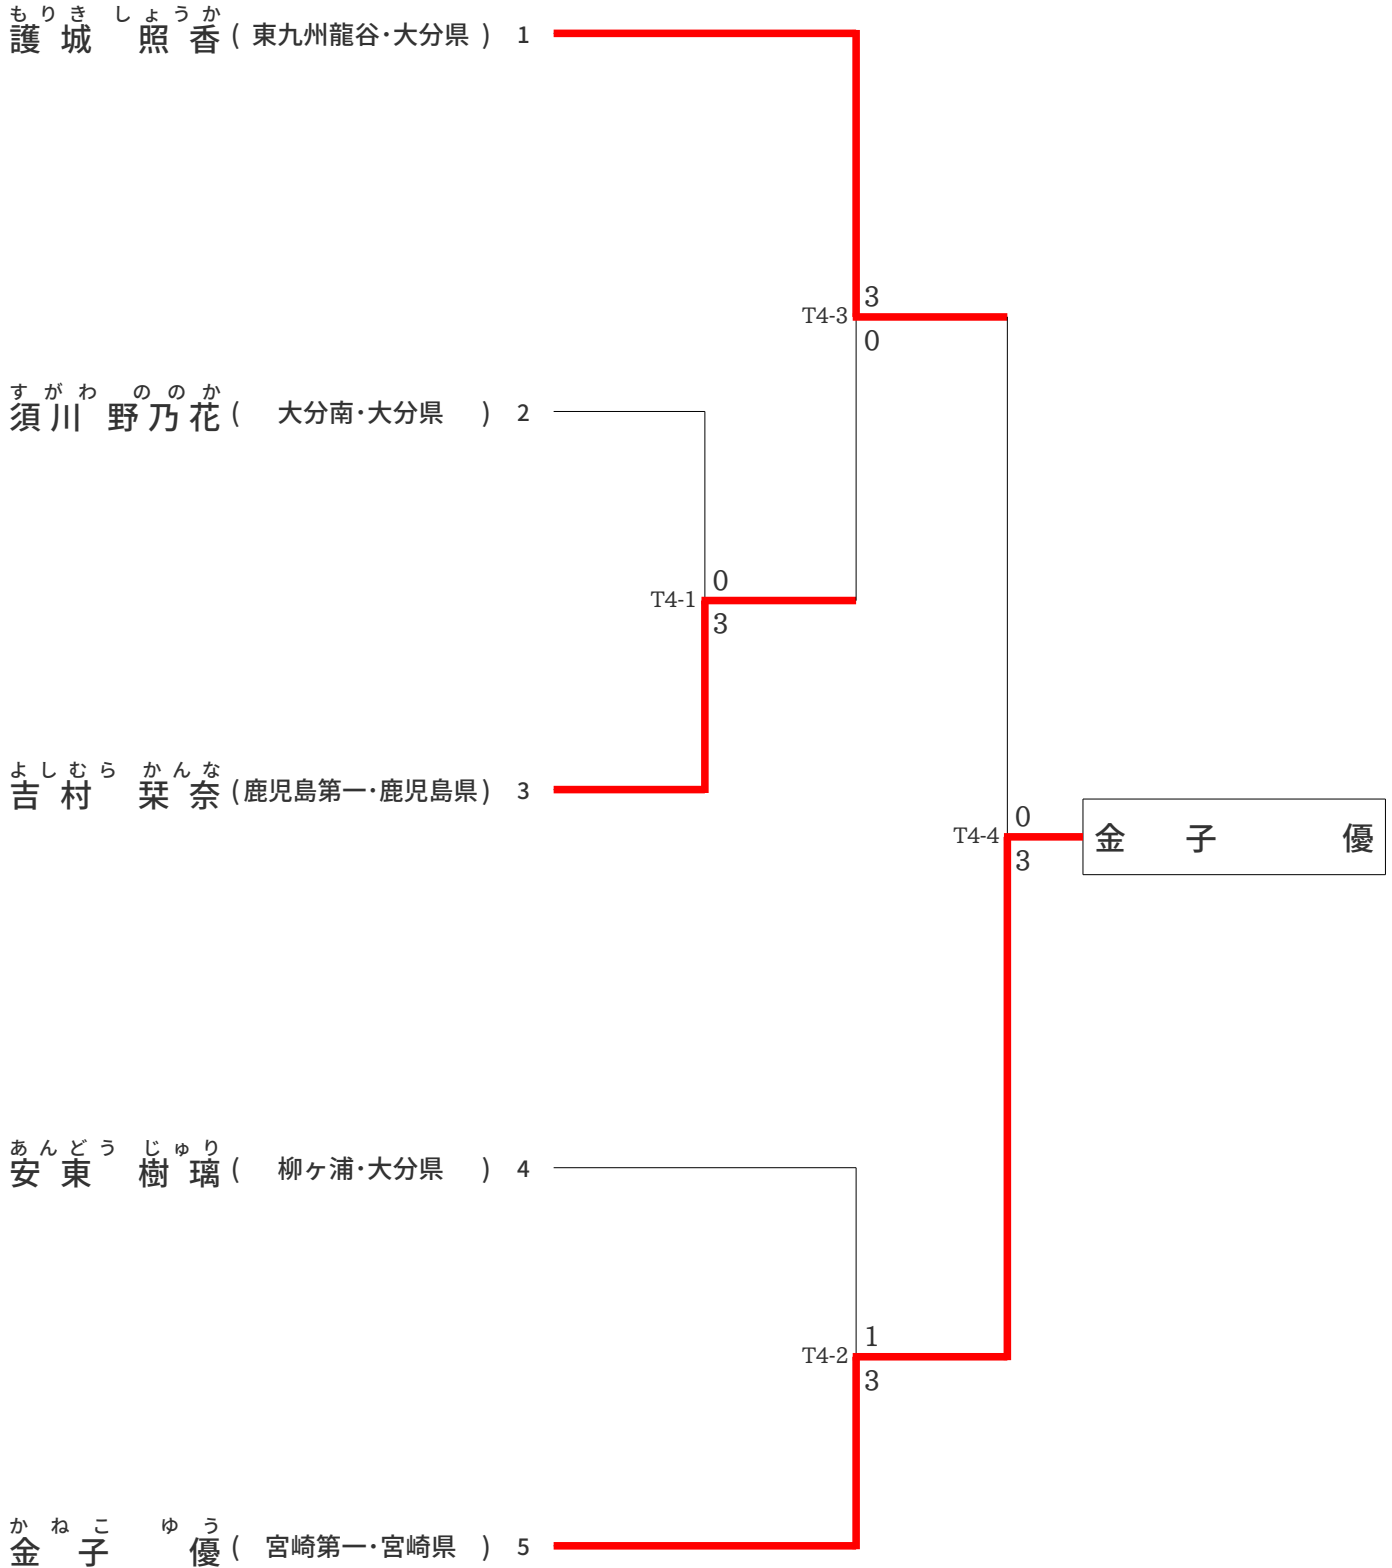 もりき しょうか
護城 照香 ( 東九州龍谷・大分県 ) 1
3
T4-3
0
すがわ ののか
須川 野乃花 ( 大分南・大分県 ) 2
0
T4-1
3
よしむら かんな
吉村 栞奈 (鹿児島第一・鹿児島県) 3
0
T4-4
金子 優
3
あんどう じゅり
安東 樹璃 ( 柳ヶ浦・大分県 ) 4
1
T4-2
3
かねこ ゆう
金子 優 ( 宮崎第一・宮崎県 ) 5